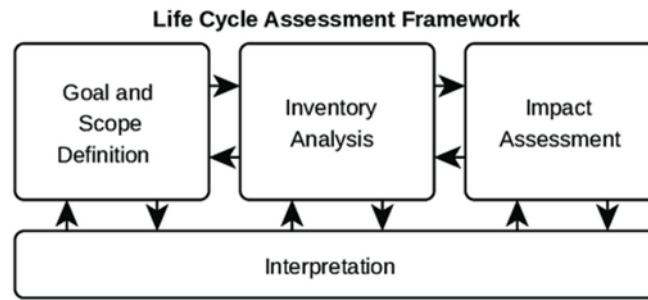 Life Cycle Assessment Framework
Goal and
Scope
Definition
Inventory
Analysis
Impact
Assessment
Interpretation